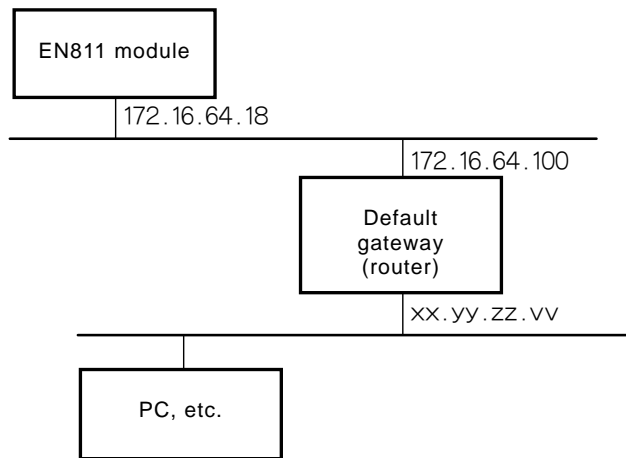 EN811 module
172.16.64.18
172.16.64.100
Default
gateway
(router)
xx.yy.zz.vv
PC, etc.